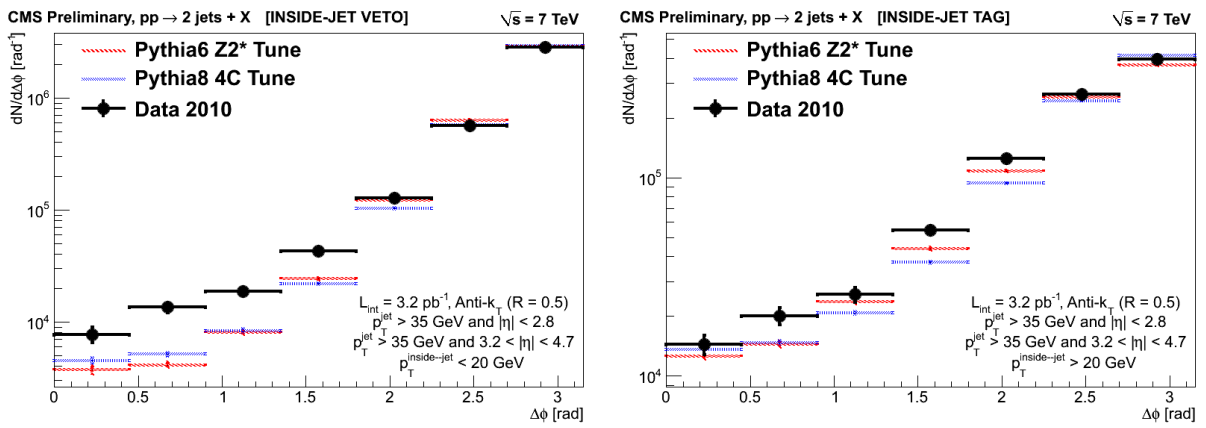 CMS Preliminary, pp → 2 jets + X [INSIDE-JET VETO] √s = 7 TeV
dN/dΔϕ [rad⁻¹]
Pythia6 Z2* Tune
Pythia8 4C Tune
Data 2010
10⁶
10⁵
10⁴
L_int = 3.2 pb⁻¹, Anti-k_T (R = 0.5)
p_T^jet > 35 GeV and |η| < 2.8
p_T^jet > 35 GeV and 3.2 < |η| < 4.7
p_T^inside--jet < 20 GeV
0 0.5 1 1.5 2 2.5 3
Δϕ [rad]
CMS Preliminary, pp → 2 jets + X [INSIDE-JET TAG] √s = 7 TeV
dN/dΔϕ [rad⁻¹]
Pythia6 Z2* Tune
Pythia8 4C Tune
Data 2010
10⁵
10⁴
L_int = 3.2 pb⁻¹, Anti-k_T (R = 0.5)
p_T^jet > 35 GeV and |η| < 2.8
p_T^jet > 35 GeV and 3.2 < |η| < 4.7
p_T^inside--jet > 20 GeV
0 0.5 1 1.5 2 2.5 3
Δϕ [rad]